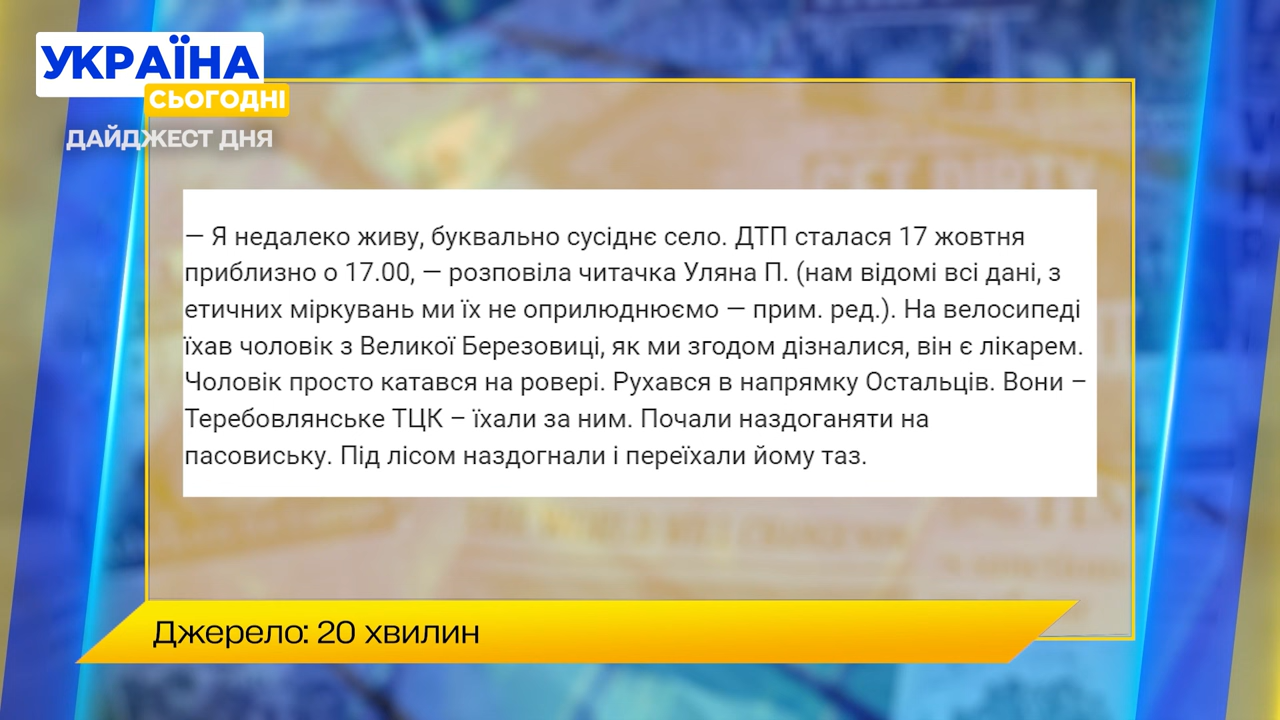 УКРАЇНА
СЬОГОДНІ
ДАЙДЖЕСТ ДНЯ
— Я недалеко живу, буквально сусіднє село. ДТП сталася 17 жовтня
приблизно о 17.00, — розповіла читачка Уляна П. (нам відомі всі дані, з
етичних міркувань ми їх не оприлюднюємо — прим. ред.). На велосипеді
їхав чоловік з Великої Березовиці, як ми згодом дізналися, він є лікарем.
Чоловік просто катався на ровері. Рухався в напрямку Остальців. Вони –
Теребовлянське ТЦК – їхали за ним. Почали наздоганяти на
пасовиську. Під лісом наздогнали і переїхали йому таз.
Джерело: 20 хвилин